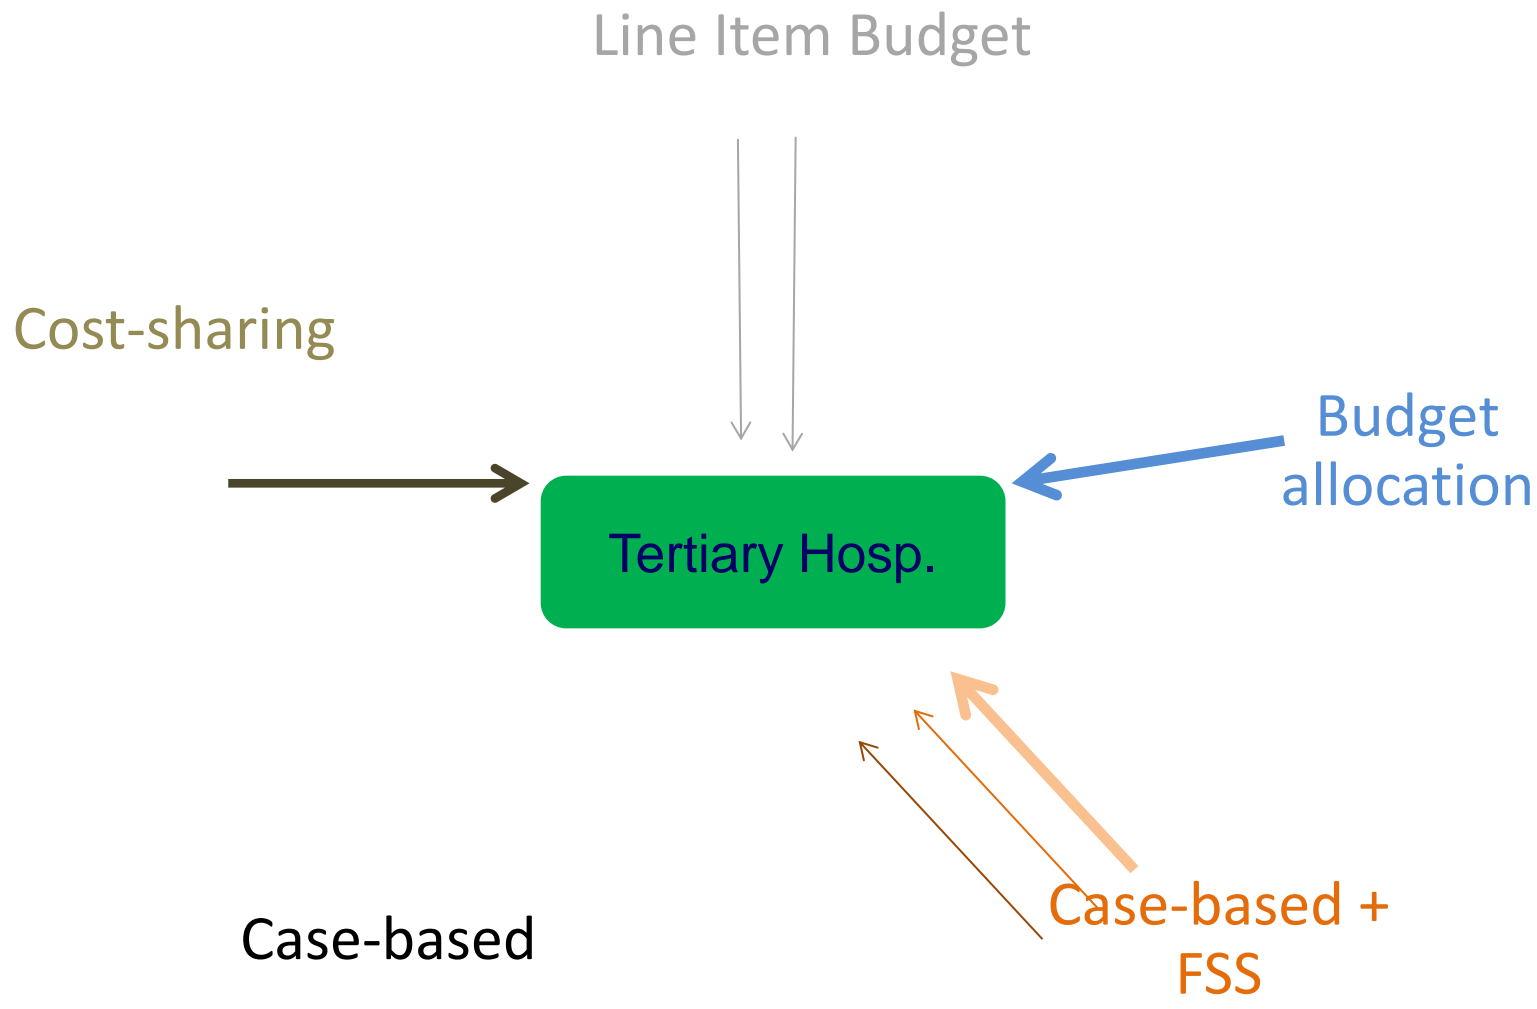 Line Item Budget
Cost-sharing
Budget
allocation
Tertiary Hosp.
Case-based +
FSS
Case-based